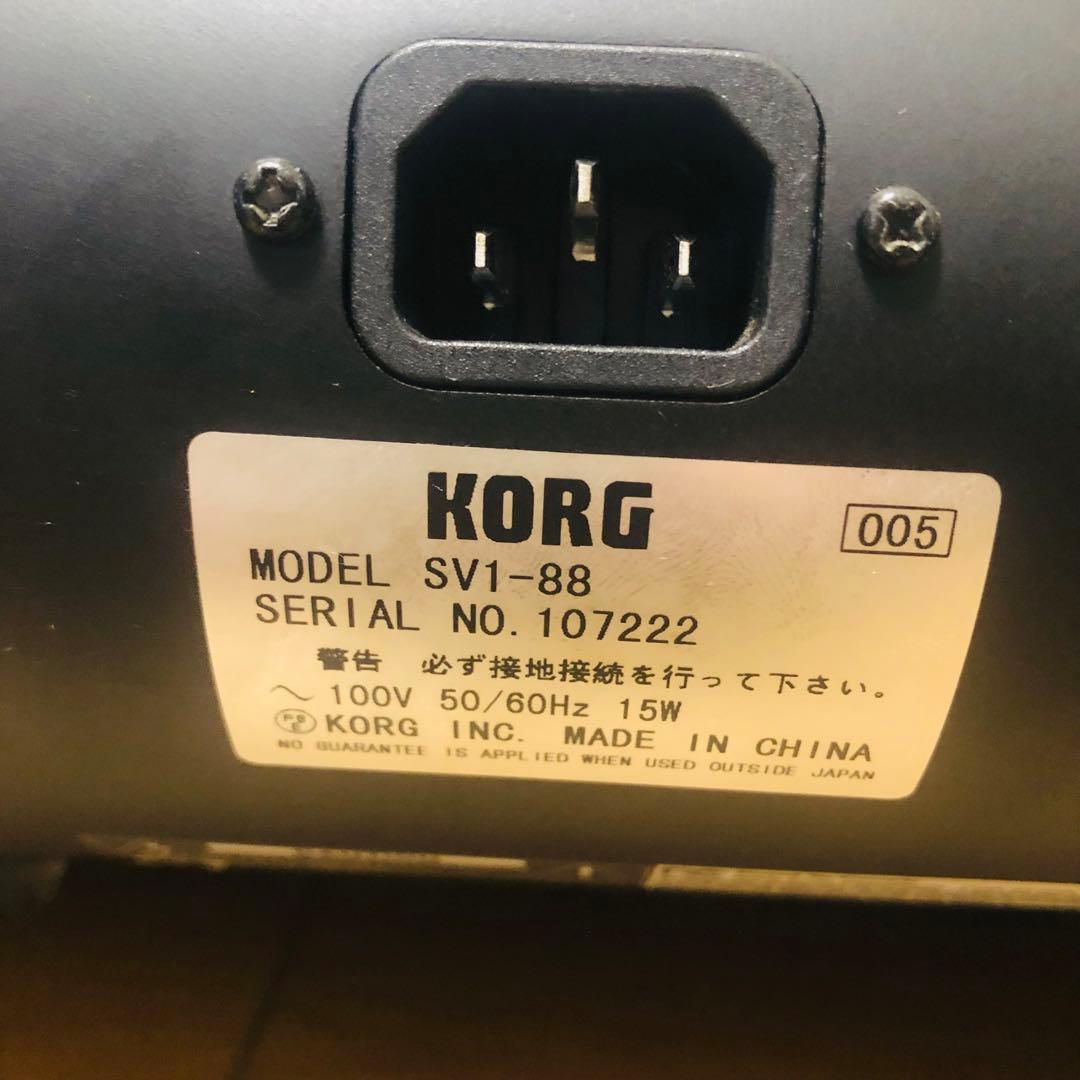 KORG
005
MODEL SV1-88
SERIAL NO. 107222
警告 必ず接地接続を行って下さい。
~ 100V 50/60Hz 15W
PSE KORG INC. MADE IN CHINA
NO GUARANTEE IS APPLIED WHEN USED OUTSIDE JAPAN